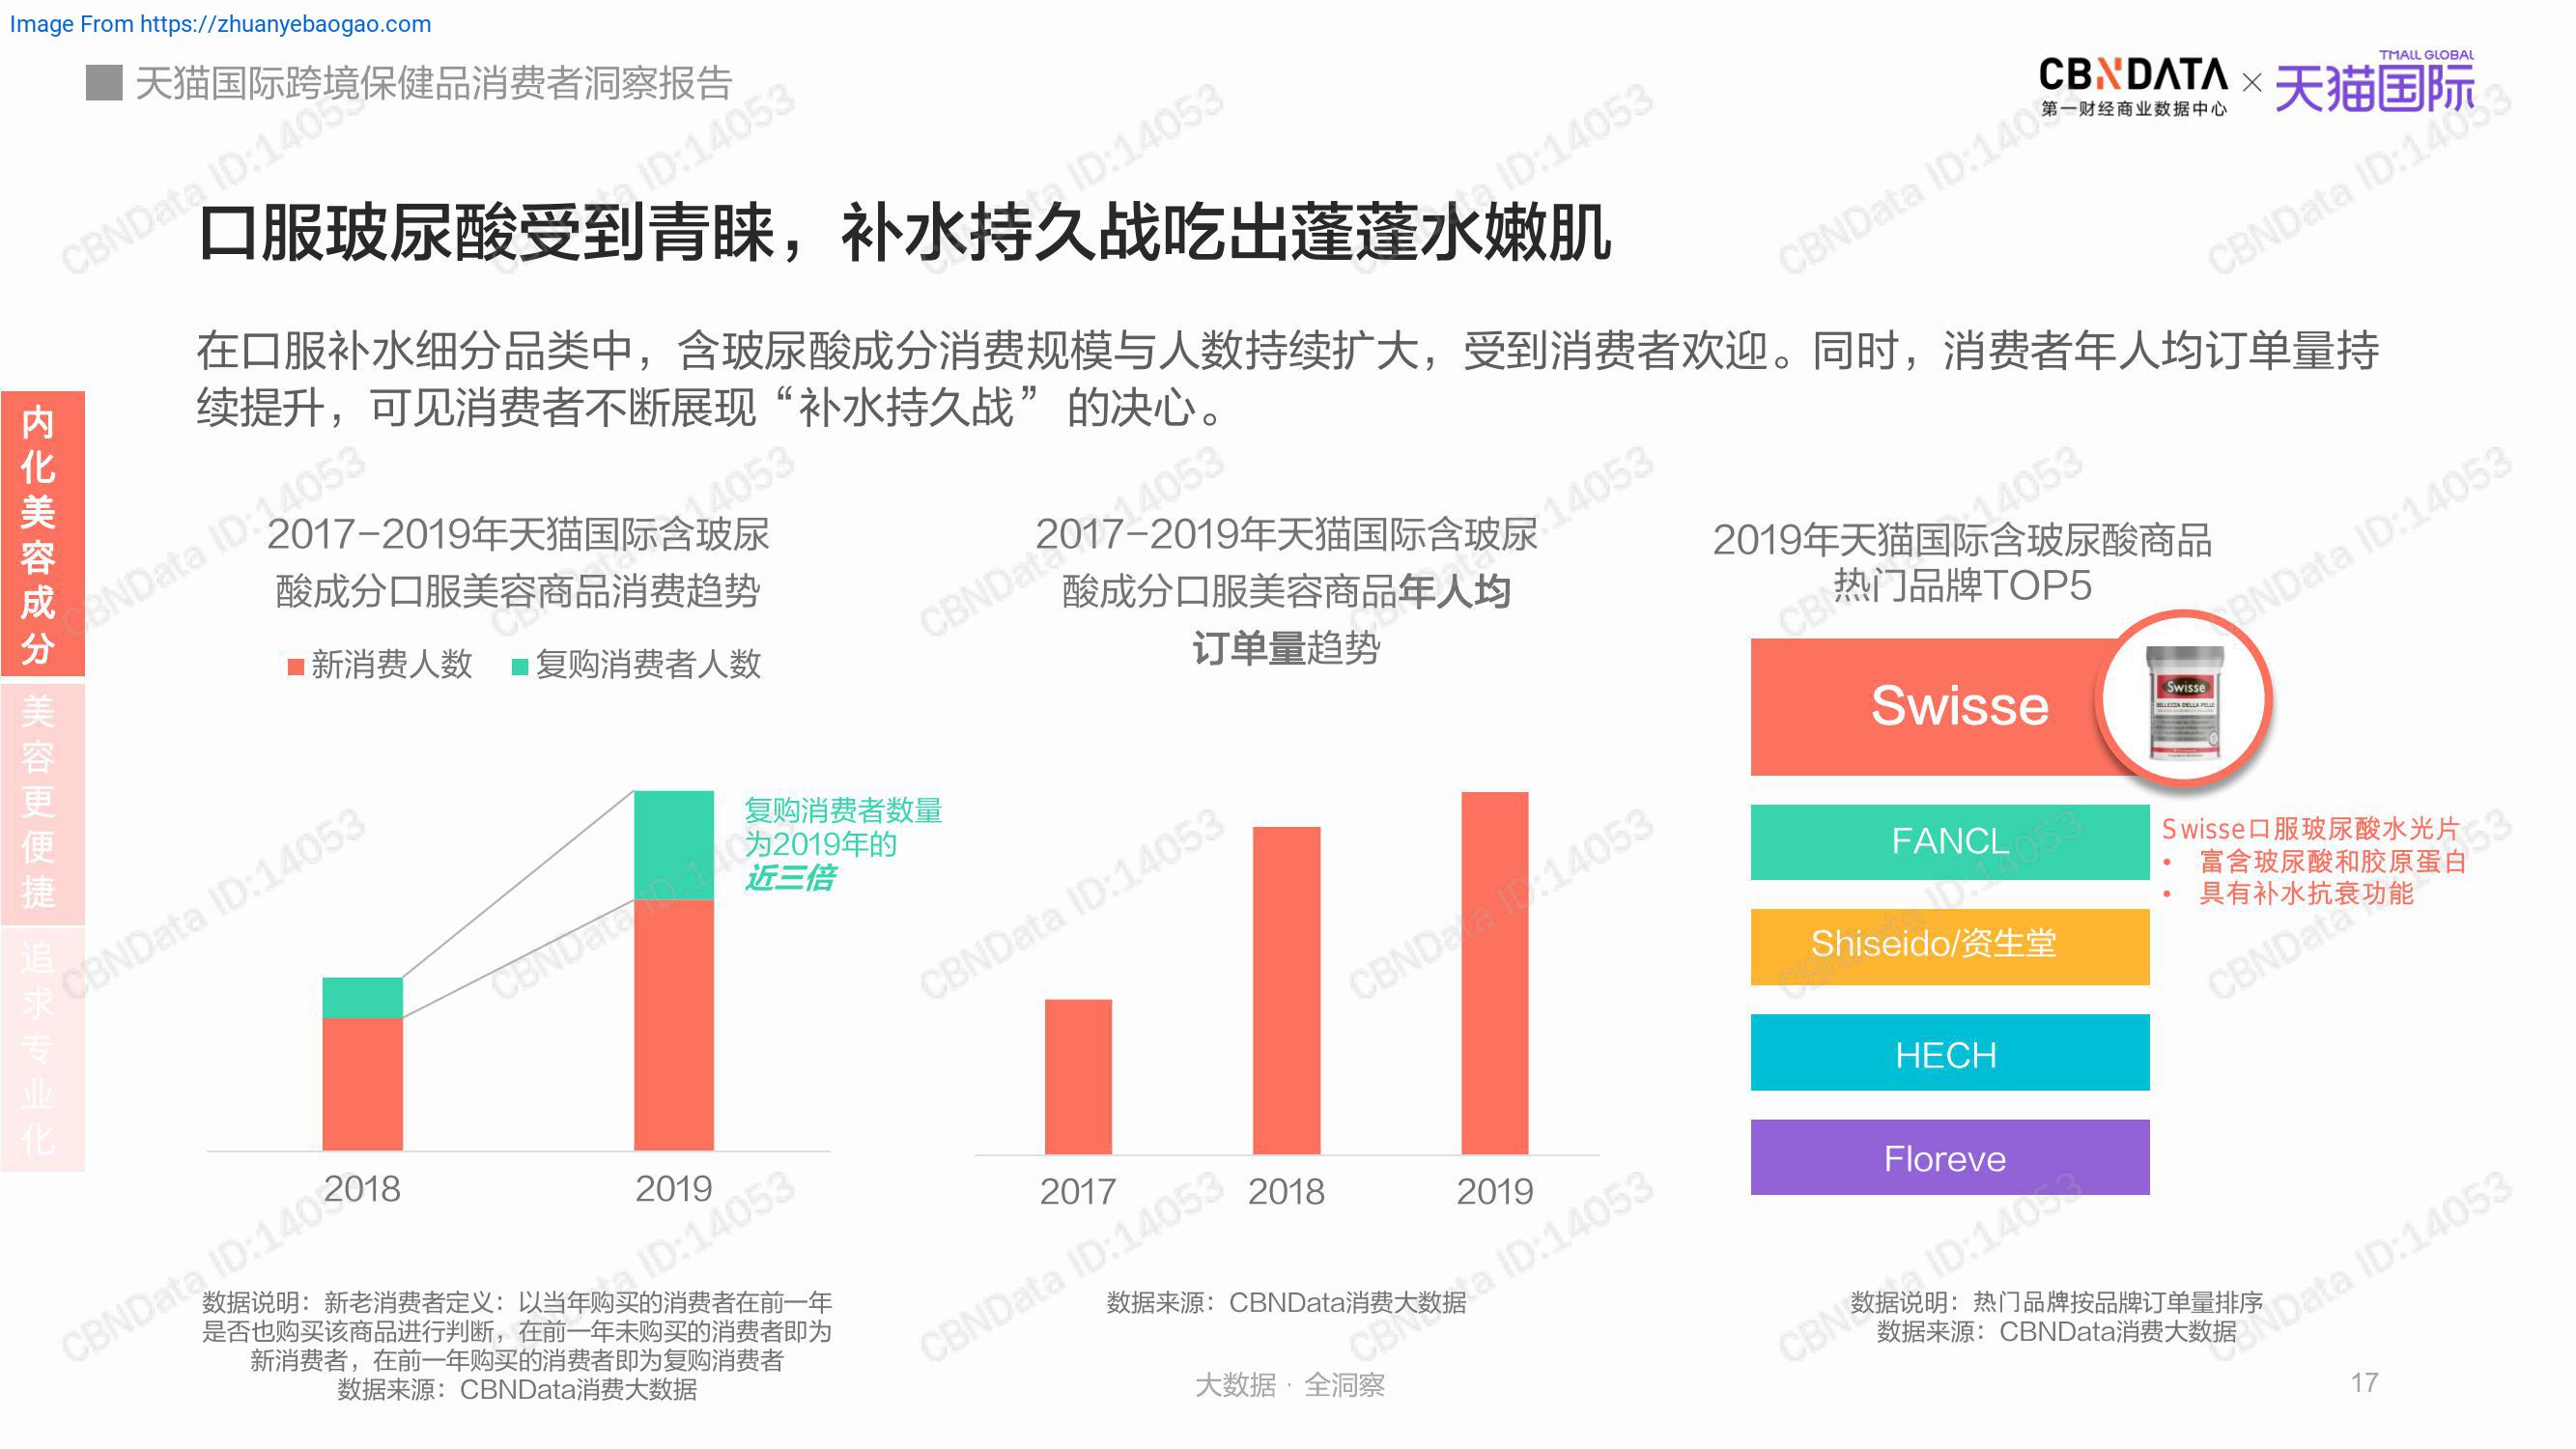 Image From https://zhuanyebaogao.com
天猫国际跨境保健品消费者洞察报告
CBNDATA
第一财经商业数据中心
×
TMALL GLOBAL
天猫国际
口服玻尿酸受到青睐，补水持久战吃出蓬蓬水嫩肌
在口服补水细分品类中，含玻尿酸成分消费规模与人数持续扩大，受到消费者欢迎。同时，消费者年人均订单量持
续提升，可见消费者不断展现“补水持久战”的决心。
内化美容成分
美容更便捷
追求专业化
2017-2019年天猫国际含玻尿
酸成分口服美容商品消费趋势
新消费人数 复购消费者人数
复购消费者数量
为2019年的
近三倍
2018 2019
数据说明：新老消费者定义：以当年购买的消费者在前一年
是否也购买该商品进行判断，在前一年未购买的消费者即为
新消费者，在前一年购买的消费者即为复购消费者
数据来源：CBNData消费大数据
2017-2019年天猫国际含玻尿
酸成分口服美容商品年人均
订单量趋势
2017 2018 2019
数据来源：CBNData消费大数据
2019年天猫国际含玻尿酸商品
热门品牌TOP5
Swisse
Swisse
BELLEZZA DELLA PELLE
FANCL
Shiseido/资生堂
HECH
Floreve
Swisse口服玻尿酸水光片
• 富含玻尿酸和胶原蛋白
• 具有补水抗衰功能
数据说明：热门品牌按品牌订单量排序
数据来源：CBNData消费大数据
大数据 · 全洞察
17
CBNData ID:14053